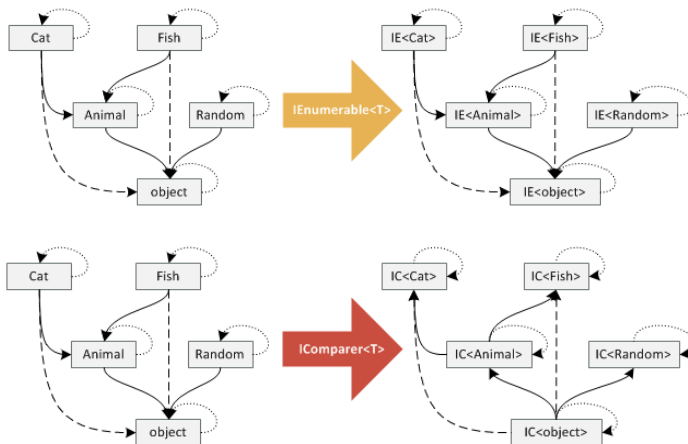 Cat
Fish
IE<Cat>
IE<Fish>
Animal
Random
IEnumerable<T>
IE<Animal>
IE<Random>
object
IE<object>
Cat
Fish
IC<Cat>
IC<Fish>
Animal
Random
IComparer<T>
IC<Animal>
IC<Random>
object
IC<object>